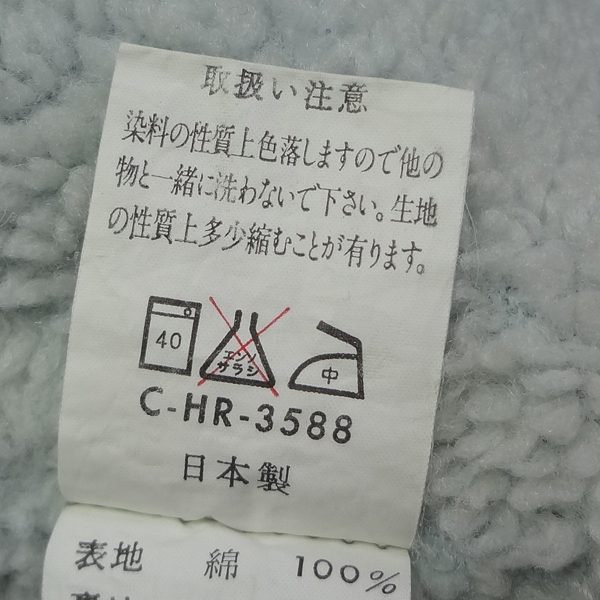 取扱い注意
染料の性質上色落しますので他の
物と一緒に洗わないで下さい。生地
の性質上多少縮むことが有ります。
40
エンソ
サラシ
中
C-HR-3588
日本製
表地 綿 100%